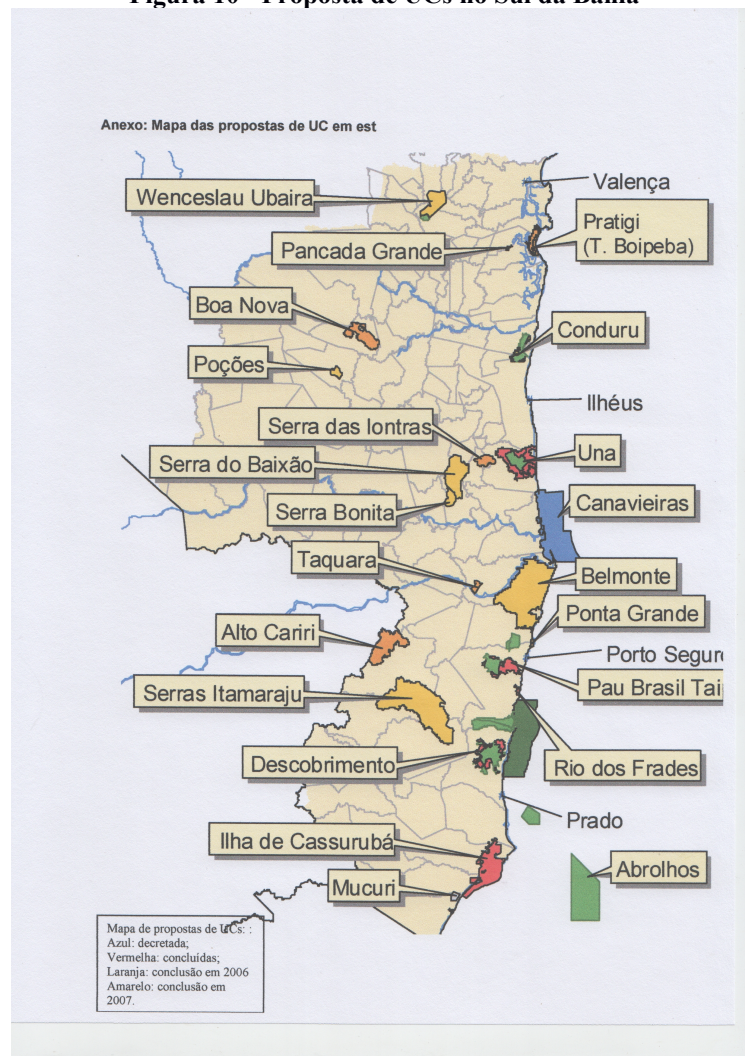 Figura 10 - Proposta de UCs no Sul da Bahia
Anexo: Mapa das propostas de UC em est
Wenceslau Ubaira
Valença
Pratigi
(T. Boipeba)
Pancada Grande
Boa Nova
Conduru
Poções
Ilhéus
Serra das lontras
Una
Serra do Baixão
Canavieiras
Serra Bonita
Taquara
Belmonte
Ponta Grande
Alto Cariri
Porto Segur
Pau Brasil Tai
Serras Itamaraju
Descobrimento
Rio dos Frades
Prado
Ilha de Cassurubá
Abrolhos
Mucuri
Mapa de propostas de UCs: :
Azul: decretada;
Vermelha: concluídas;
Laranja: conclusão em 2006
Amarelo: conclusão em
2007.